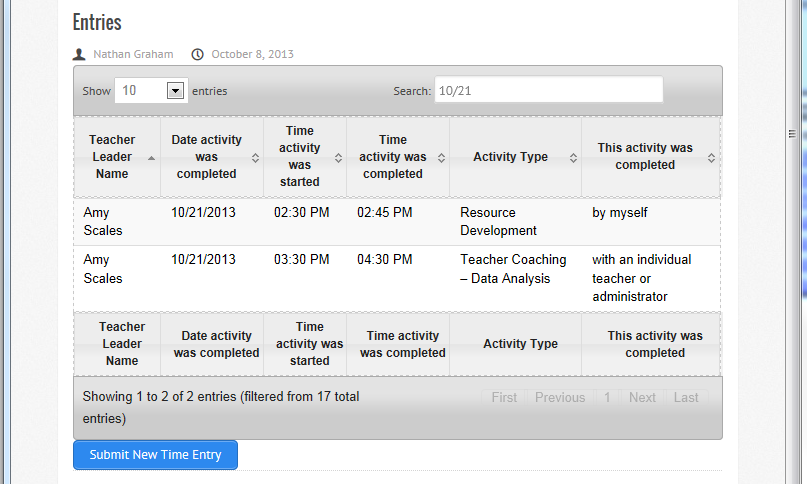 Entries
Nathan Graham October 8, 2013
Show 10 entries Search: 10/21
Teacher Leader Name Date activity was completed Time activity was started Time activity was completed Activity Type This activity was completed
Amy Scales 10/21/2013 02:30 PM 02:45 PM Resource Development by myself
Amy Scales 10/21/2013 03:30 PM 04:30 PM Teacher Coaching – Data Analysis with an individual teacher or administrator
Teacher Leader Name Date activity was completed Time activity was started Time activity was completed Activity Type This activity was completed
Showing 1 to 2 of 2 entries (filtered from 17 total
entries)
First Previous 1 Next Last
Submit New Time Entry